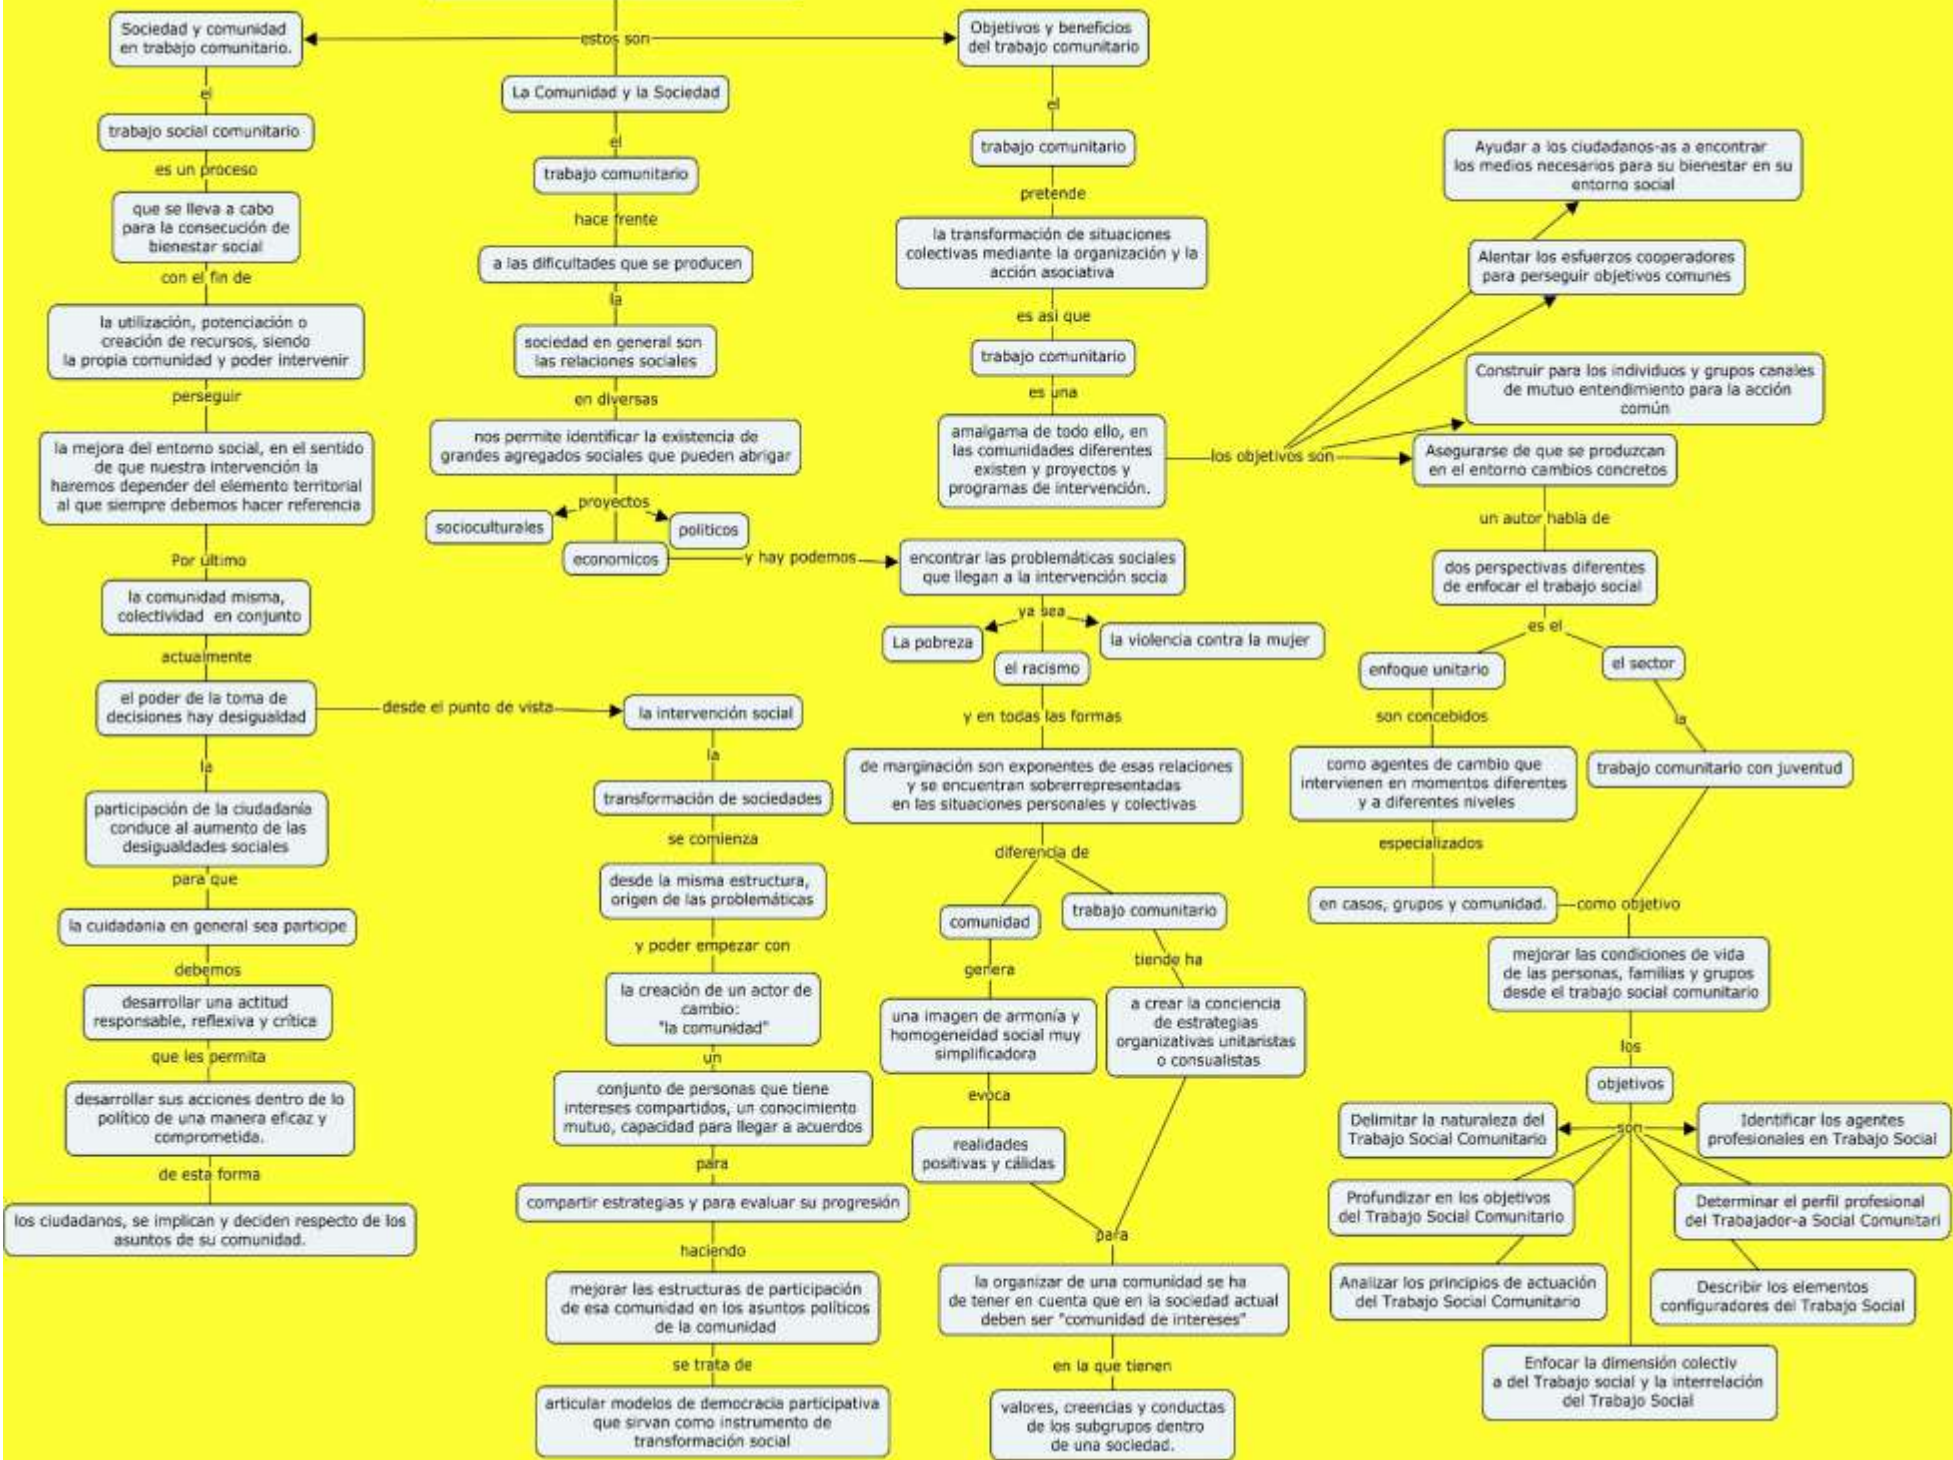 Sociedad y comunidad
en trabajo comunitario.
estos son
Objetivos y beneficios
del trabajo comunitario
el
trabajo social comunitario
es un proceso
que se lleva a cabo
para la consecución de
bienestar social
con el fin de
la utilización, potenciación o
creación de recursos, siendo
la propia comunidad y poder intervenir
perseguir
la mejora del entorno social, en el sentido
de que nuestra intervención la
haremos depender del elemento territorial
al que siempre debemos hacer referencia
Por último
la comunidad misma,
colectividad en conjunto
actualmente
el poder de la toma de
decisiones hay desigualdad
la
participación de la ciudadanía
conduce al aumento de las
desigualdades sociales
para que
la cuidadania en general sea participe
debemos
desarrollar una actitud
responsable, reflexiva y crítica
que les permita
desarrollar sus acciones dentro de lo
político de una manera eficaz y
comprometida.
de esta forma
los ciudadanos, se implican y deciden respecto de los
asuntos de su comunidad.
desde el punto de vista
la intervención social
la
transformación de sociedades
se comienza
desde la misma estructura,
origen de las problemáticas
y poder empezar con
la creación de un actor de
cambio:
"la comunidad"
un
conjunto de personas que tiene
intereses compartidos, un conocimiento
mutuo, capacidad para llegar a acuerdos
para
compartir estrategias y para evaluar su progresión
haciendo
mejorar las estructuras de participación
de esa comunidad en los asuntos políticos
de la comunidad
se trata de
articular modelos de democracia participativa
que sirvan como instrumento de
transformación social
La Comunidad y la Sociedad
el
trabajo comunitario
hace frente
a las dificultades que se producen
la
sociedad en general son
las relaciones sociales
en diversas
nos permite identificar la existencia de
grandes agregados sociales que pueden abrigar
proyectos
socioculturales
politicos
economicos
y hay podemos
encontrar las problemáticas sociales
que llegan a la intervención socia
ya sea
La pobreza
la violencia contra la mujer
el racismo
y en todas las formas
de marginación son exponentes de esas relaciones
y se encuentran sobrerrepresentadas
en las situaciones personales y colectivas
diferencia de
comunidad
trabajo comunitario
genera
una imagen de armonía y
homogeneidad social muy
simplificadora
evoca
realidades
positivas y cálidas
tiende ha
a crear la conciencia
de estrategias
organizativas unitaristas
o consualistas
para
la organizar de una comunidad se ha
de tener en cuenta que en la sociedad actual
deben ser "comunidad de intereses"
en la que tienen
valores, creencias y conductas
de los subgrupos dentro
de una sociedad.
el
trabajo comunitario
pretende
la transformación de situaciones
colectivas mediante la organización y la
acción asociativa
es asi que
trabajo comunitario
es una
amalgama de todo ello, en
las comunidades diferentes
existen y proyectos y
programas de intervención.
los objetivos son
Ayudar a los ciudadanos-as a encontrar
los medios necesarios para su bienestar en su
entorno social
Alentar los esfuerzos cooperadores
para perseguir objetivos comunes
Construir para los individuos y grupos canales
de mutuo entendimiento para la acción
común
Asegurarse de que se produzcan
en el entorno cambios concretos
un autor habla de
dos perspectivas diferentes
de enfocar el trabajo social
es el
enfoque unitario
el sector
son concebidos
como agentes de cambio que
intervienen en momentos diferentes
y a diferentes niveles
especializados
en casos, grupos y comunidad.
la
trabajo comunitario con juventud
como objetivo
mejorar las condiciones de vida
de las personas, familias y grupos
desde el trabajo social comunitario
los
objetivos
son
Delimitar la naturaleza del
Trabajo Social Comunitario
Identificar los agentes
profesionales en Trabajo Social
Profundizar en los objetivos
del Trabajo Social Comunitario
Determinar el perfil profesional
del Trabajador-a Social Comunitari
Analizar los principios de actuación
del Trabajo Social Comunitario
Describir los elementos
configuradores del Trabajo Social
Enfocar la dimensión colectiv
a del Trabajo social y la interrelación
del Trabajo Social